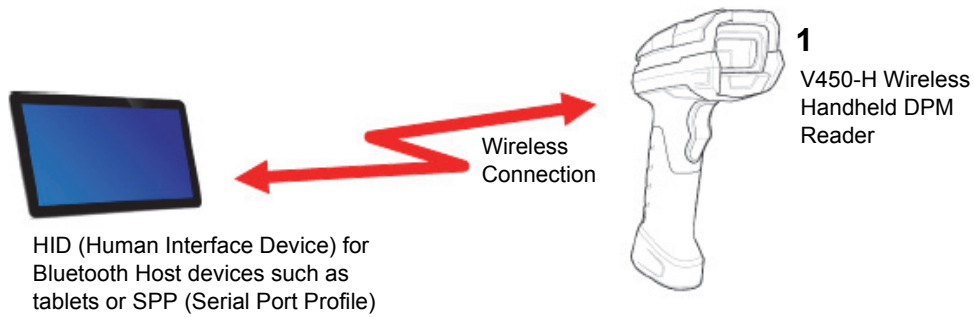 1
V450-H Wireless
Handheld DPM
Reader
Wireless
Connection
HID (Human Interface Device) for
Bluetooth Host devices such as
tablets or SPP (Serial Port Profile)